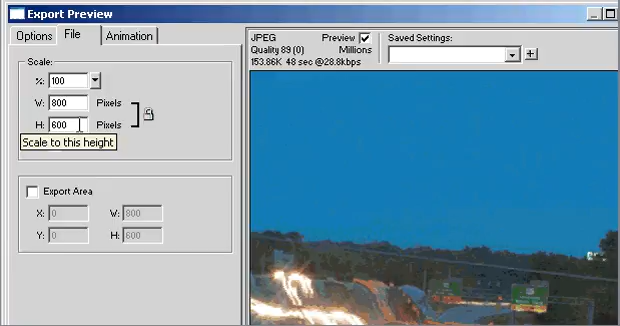 Export Preview
Options File Animation
Scale:
%: 100
W: 800 Pixels
H: 600 Pixels
Scale to this height
Export Area
X: 0 W: 800
Y: 0 H: 600
JPEG Preview
Quality 89 (0) Millions
153.86K 48 sec @28.8kbps
Saved Settings: